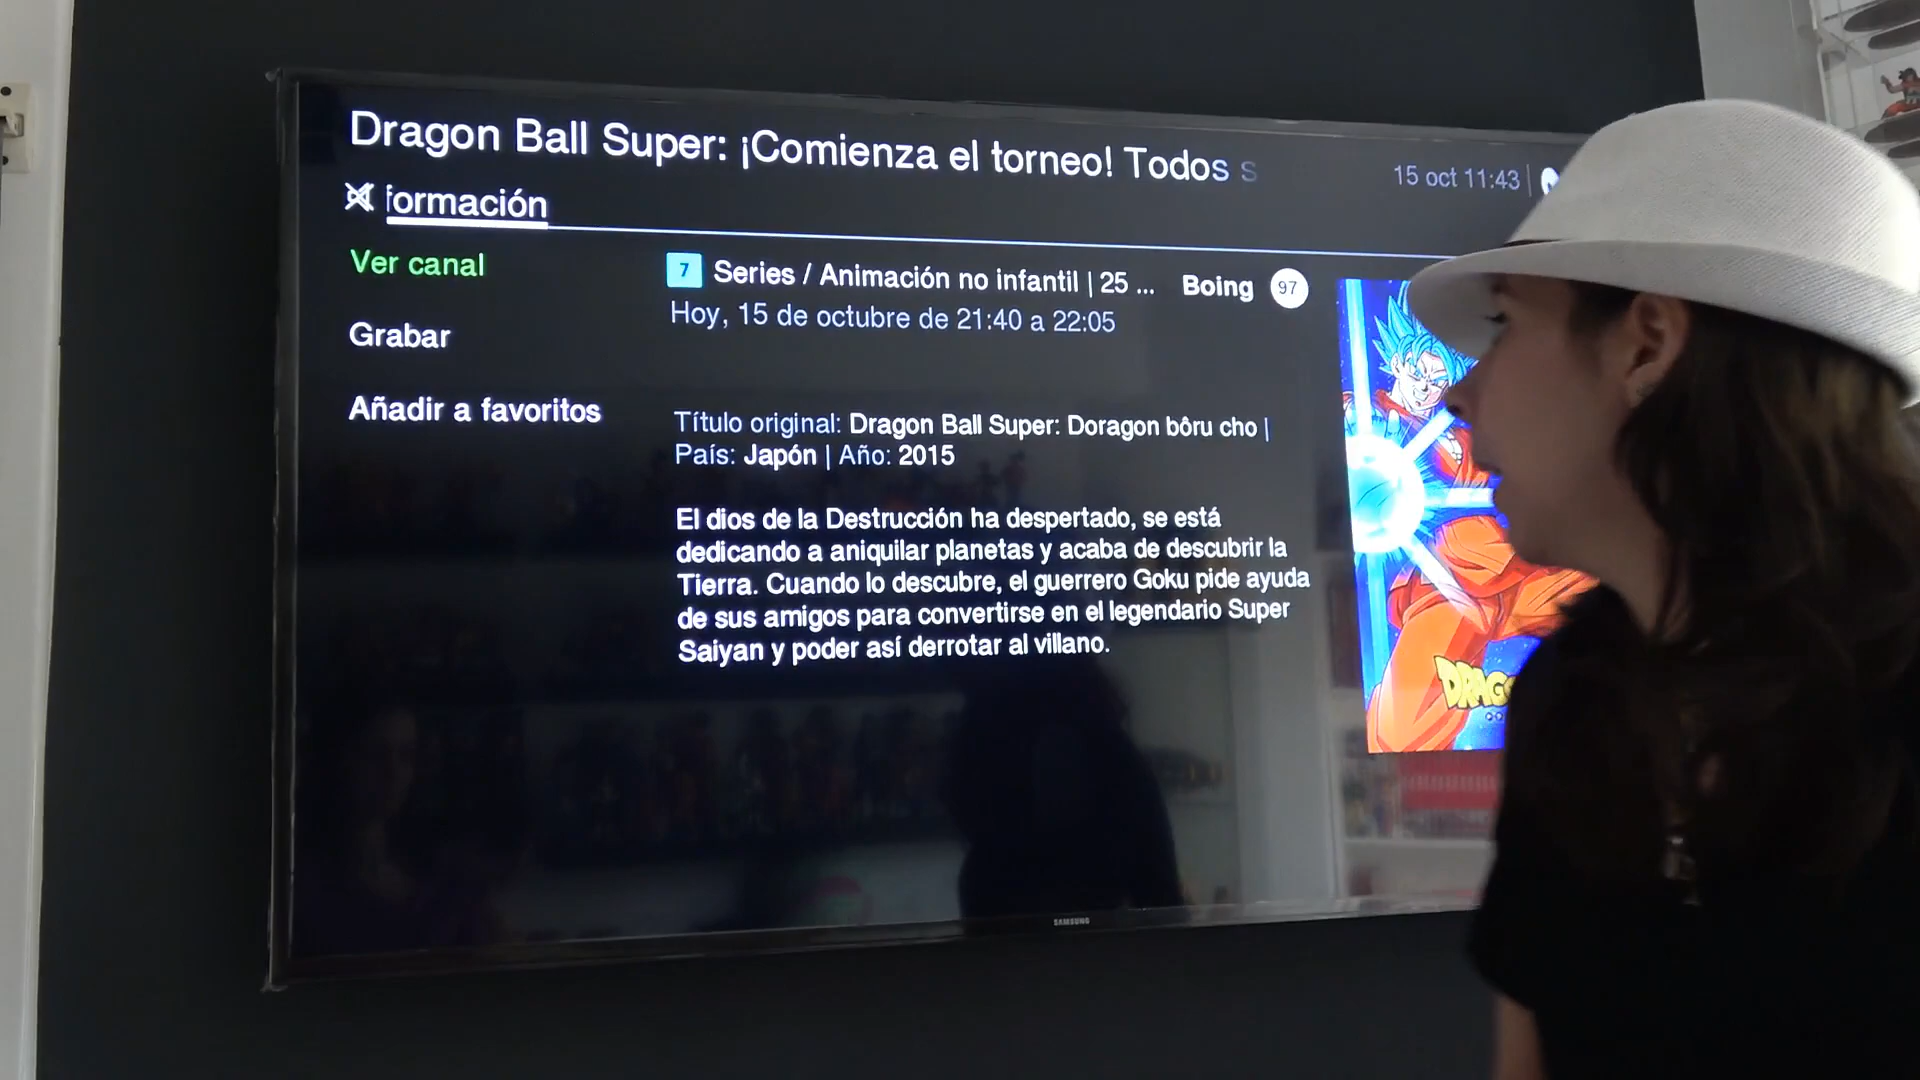 Dragon Ball Super: ¡Comienza el torneo! Todos s
15 oct 11:43
formación
Ver canal
Grabar
Añadir a favoritos
7 Series / Animación no infantil | 25 ... Boing 97
Hoy, 15 de octubre de 21:40 a 22:05
Título original: Dragon Ball Super: Doragon bôru cho |
País: Japón | Año: 2015
El dios de la Destrucción ha despertado, se está
dedicando a aniquilar planetas y acaba de descubrir la
Tierra. Cuando lo descubre, el guerrero Goku pide ayuda
de sus amigos para convertirse en el legendario Super
Saiyan y poder así derrotar al villano.
DRAG
SAMSUNG